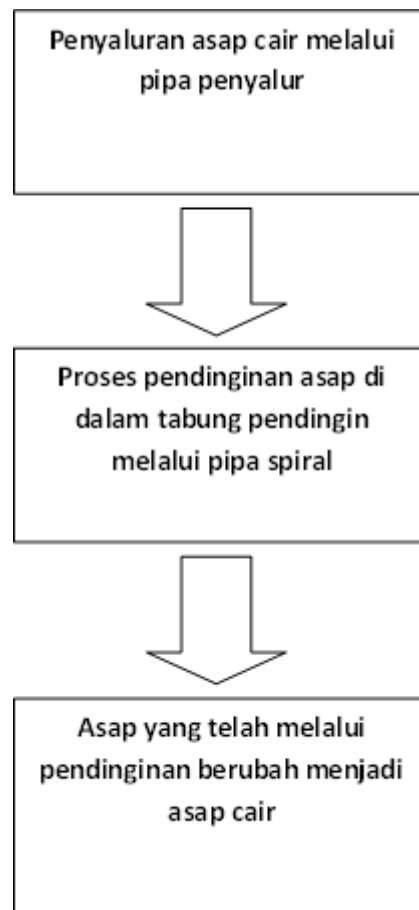 Penyaluran asap cair melalui
pipa penyalur
Proses pendinginan asap di
dalam tabung pendingin
melalui pipa spiral
Asap yang telah melalui
pendinginan berubah menjadi
asap cair